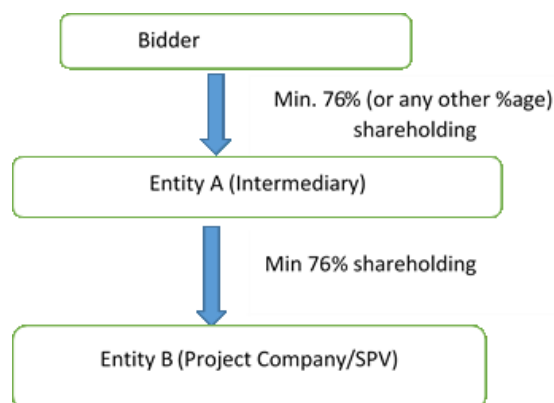 Bidder
Min. 76% (or any other %age)
shareholding
Entity A (Intermediary)
Min 76% shareholding
Entity B (Project Company/SPV)